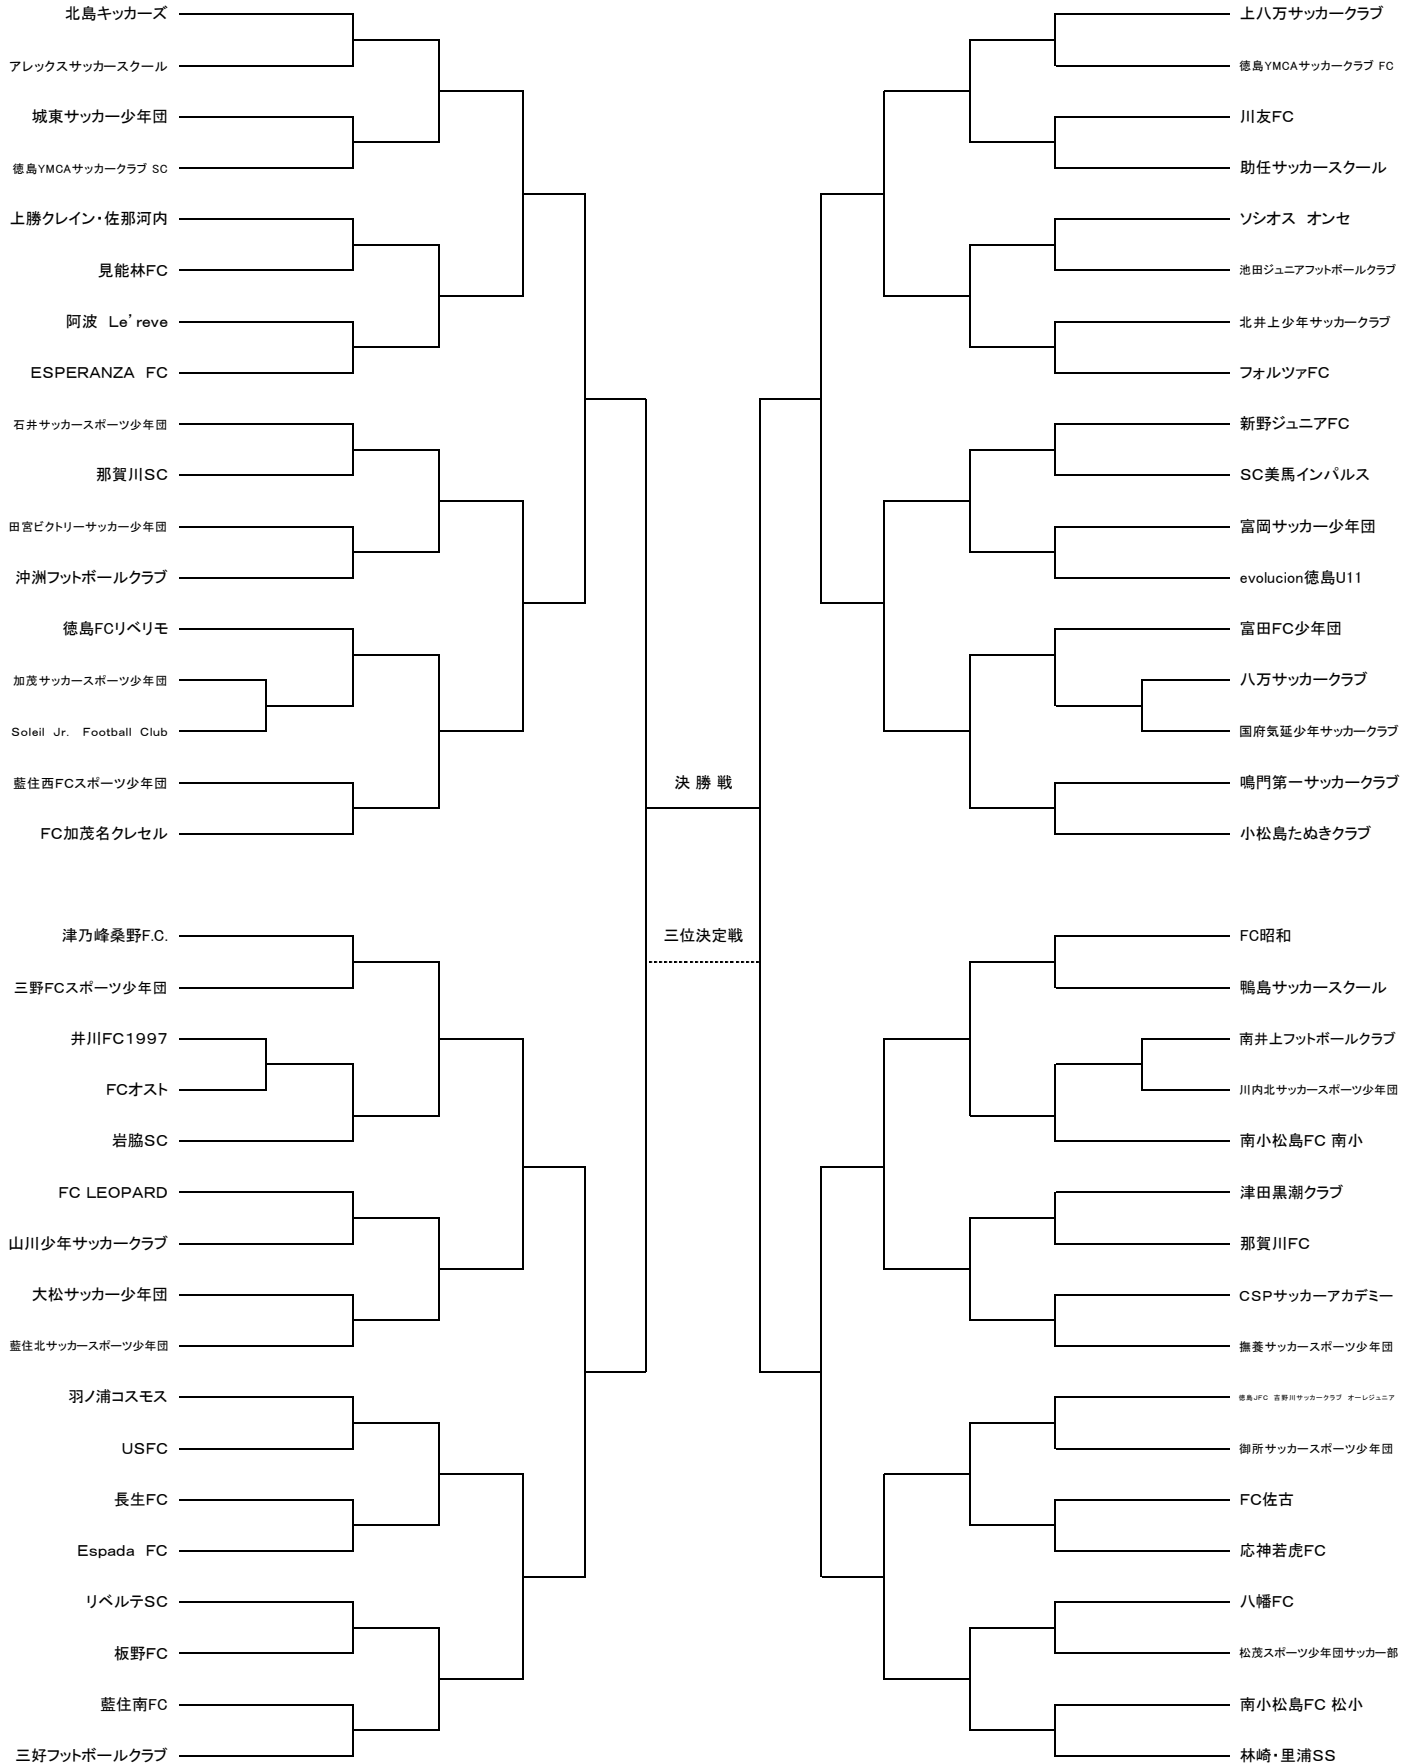 北島キッカーズ
アレックスサッカースクール
城東サッカー少年団
徳島YMCAサッカークラブ SC
上勝クレイン・佐那河内
見能林FC
阿波　Le’reve
ESPERANZA　FC
石井サッカースポーツ少年団
那賀川SC
田宮ビクトリーサッカー少年団
沖洲フットボールクラブ
徳島FCリベリモ
加茂サッカースポーツ少年団
Soleil Jr.　Football Club
藍住西FCスポーツ少年団
FC加茂名クレセル
津乃峰桑野F.C.
三野FCスポーツ少年団
井川FC1997
FCオスト
岩脇SC
FC LEOPARD
山川少年サッカークラブ
大松サッカー少年団
藍住北サッカースポーツ少年団
羽ノ浦コスモス
USFC
長生FC
Espada　FC
リベルテSC
板野FC
藍住南FC
三好フットボールクラブ
決 勝 戦
三位決定戦
上八万サッカークラブ
徳島YMCAサッカークラブ FC
川友FC
助任サッカースクール
ソシオス　オンセ
池田ジュニアフットボールクラブ
北井上少年サッカークラブ
フォルツァFC
新野ジュニアFC
SC美馬インパルス
富岡サッカー少年団
evolucion徳島U11
富田FC少年団
八万サッカークラブ
国府気延少年サッカークラブ
鳴門第一サッカークラブ
小松島たぬきクラブ
FC昭和
鴨島サッカースクール
南井上フットボールクラブ
川内北サッカースポーツ少年団
南小松島FC 南小
津田黒潮クラブ
那賀川FC
CSPサッカーアカデミー
撫養サッカースポーツ少年団
徳島JFC　吉野川サッカークラブ　オーレジュニア
御所サッカースポーツ少年団
FC佐古
応神若虎FC
八幡FC
松茂スポーツ少年団サッカー部
南小松島FC 松小
林崎・里浦SS